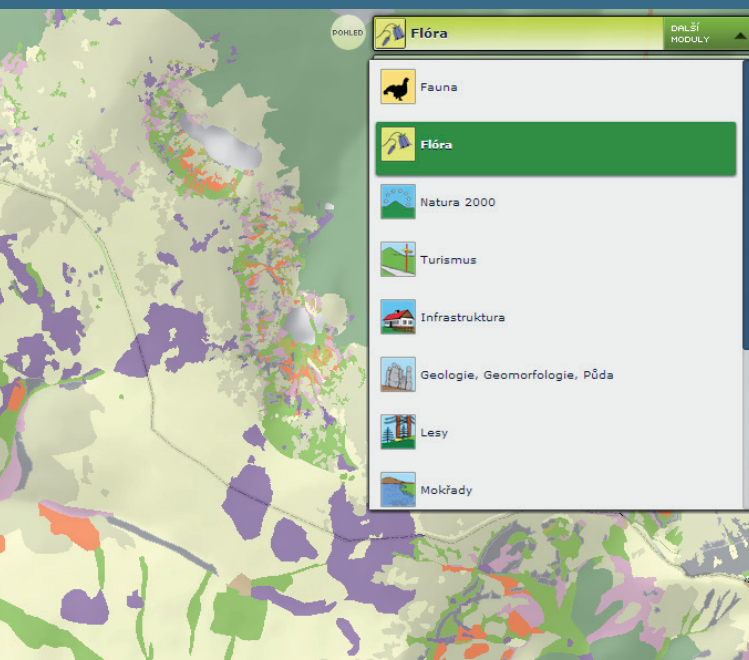 POHLED
Flóra
DALŠÍ
MODULY
Fauna
Flóra
Natura 2000
Turismus
Infrastruktura
Geologie, Geomorfologie, Půda
Lesy
Mokřady